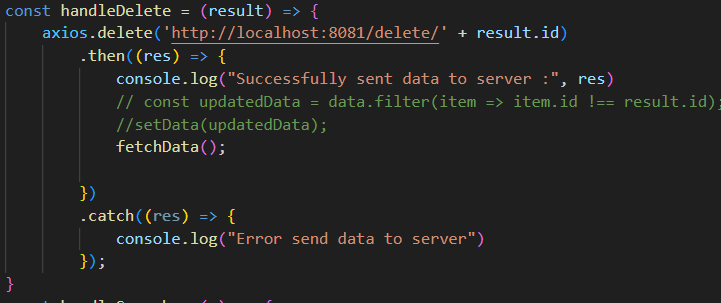 const handleDelete = (result) => {
axios.delete('http://localhost:8081/delete/' + result.id)
.then((res) => {
console.log("Successfully sent data to server :", res)
// const updatedData = data.filter(item => item.id !== result.id);
//setData(updatedData);
fetchData();
})
.catch((res) => {
console.log("Error send data to server")
});
}